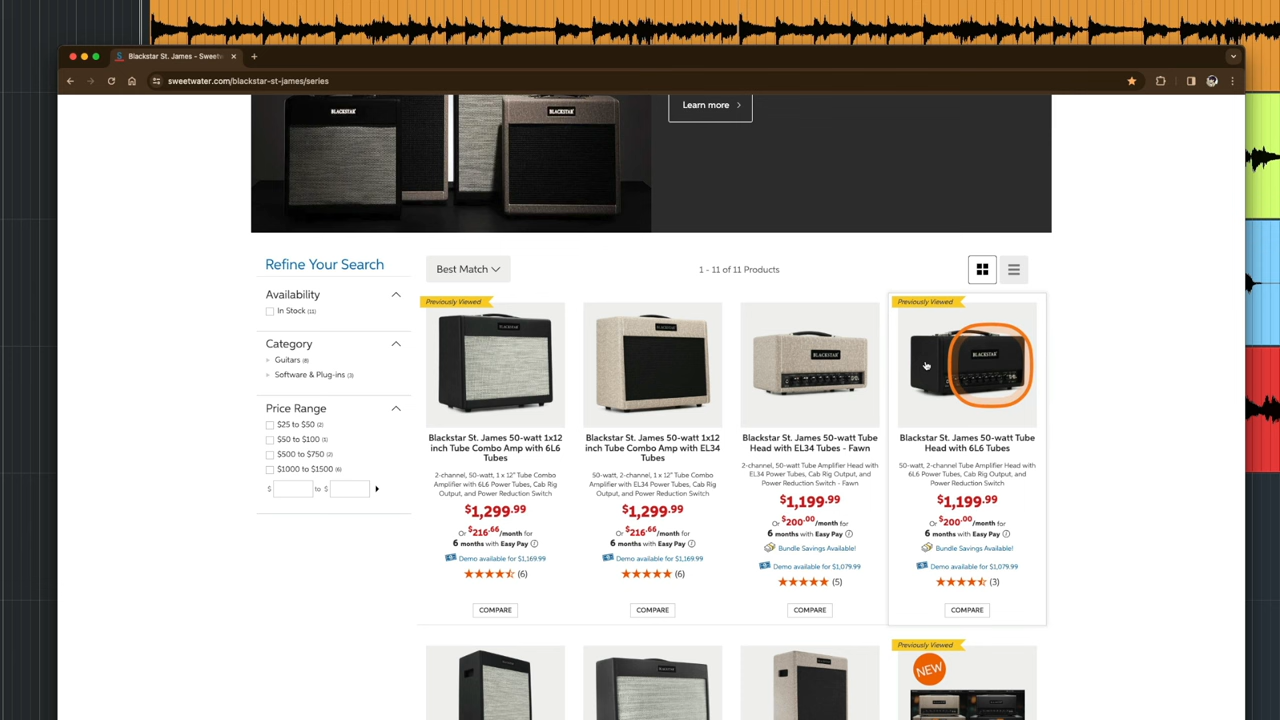 Blackstar St. James - Sweetw
sweetwater.com/blackstar-st-james/series
BLACKSTAR
BLACKSTAR
Learn more
Refine Your Search
Best Match
1 - 11 of 11 Products
Availability
In Stock (11)
Category
Guitars (8)
Software & Plug-ins (3)
Price Range
$25 to $50 (2)
$50 to $100 (1)
$500 to $750 (2)
$1000 to $1500 (6)
$ to $
Previously Viewed
BLACKSTAR
Blackstar St. James 50-watt 1x12
inch Tube Combo Amp with 6L6
Tubes
2-channel, 50-watt, 1 x 12" Tube Combo
Amplifier with 6L6 Power Tubes, Cab Rig
Output, and Power Reduction Switch
$1,299.99
Or $216.66/month for
6 months with Easy Pay
Demo available for $1,169.99
(6)
COMPARE
BLACKSTAR
Blackstar St. James 50-watt 1x12
inch Tube Combo Amp with EL34
Tubes
50-watt, 2-channel, 1 x 12" Tube Combo
Amplifier with EL34 Power Tubes, Cab Rig
Output, and Power Reduction Switch
$1,299.99
Or $216.66/month for
6 months with Easy Pay
Demo available for $1,169.99
(6)
COMPARE
BLACKSTAR
Blackstar St. James 50-watt Tube
Head with EL34 Tubes - Fawn
2-channel, 50-watt Tube Amplifier Head with
EL34 Power Tubes, Cab Rig Output, and
Power Reduction Switch - Fawn
$1,199.99
Or $200.00/month for
6 months with Easy Pay
Bundle Savings Available!
Demo available for $1,079.99
(5)
COMPARE
Previously Viewed
BLACKSTAR
Blackstar St. James 50-watt Tube
Head with 6L6 Tubes
50-watt, 2-channel Tube Amplifier Head with
6L6 Power Tubes, Cab Rig Output, and
Power Reduction Switch
$1,199.99
Or $200.00/month for
6 months with Easy Pay
Bundle Savings Available!
Demo available for $1,079.99
(3)
COMPARE
BLACKSTAR
Previously Viewed
NEW